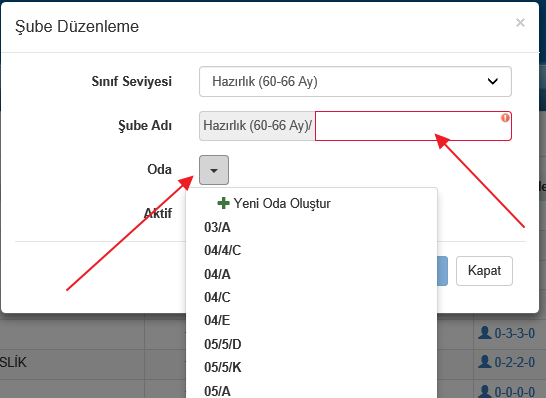 Şube Düzenleme
×
Sınıf Seviyesi
Hazırlık (60-66 Ay)
Şube Adı
Hazırlık (60-66 Ay)/
Oda
Yeni Oda Oluştur
Aktif
03/A
04/4/C
04/A
04/C
Kapat
04/E
05/5/D
0-3-3-0
05/5/K
SLİK
0-2-2-0
05/A
0-0-0-0